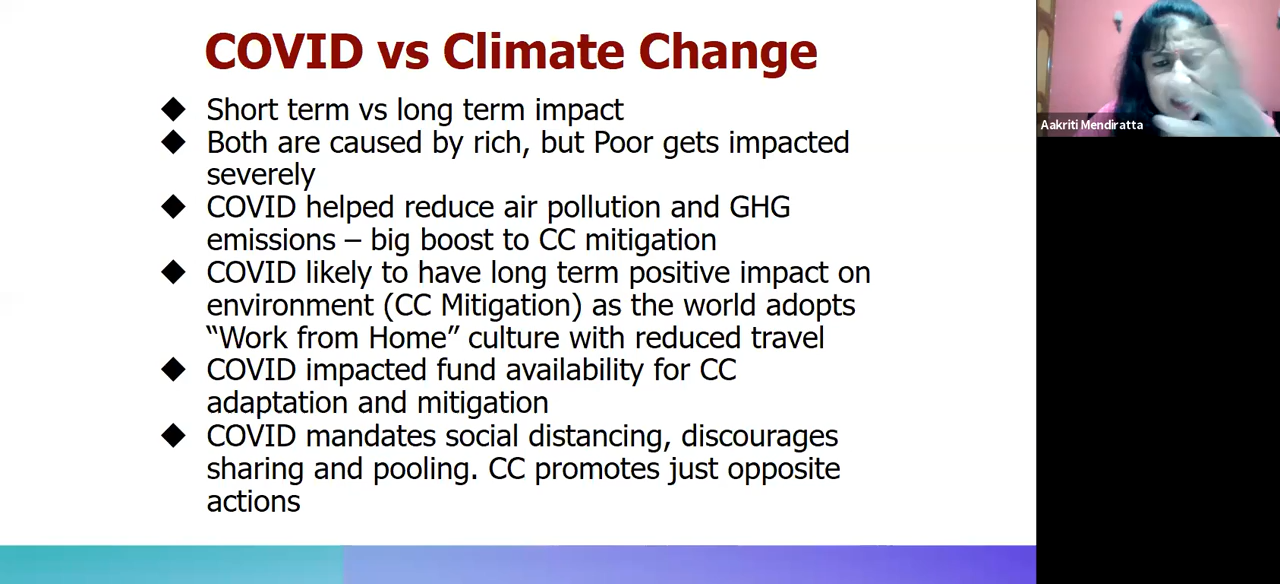 COVID vs Climate Change
◆ Short term vs long term impact
◆ Both are caused by rich, but Poor gets impacted
severely
◆ COVID helped reduce air pollution and GHG
emissions – big boost to CC mitigation
◆ COVID likely to have long term positive impact on
environment (CC Mitigation) as the world adopts
“Work from Home” culture with reduced travel
◆ COVID impacted fund availability for CC
adaptation and mitigation
◆ COVID mandates social distancing, discourages
sharing and pooling. CC promotes just opposite
actions
Aakriti Mendiratta